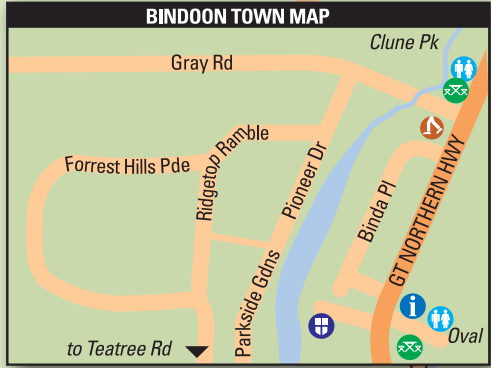 BINDOON TOWN MAP
Clune Pk
Gray Rd
Ridgetop Ramble
Forrest Hills Pde
Pioneer Dr
Binda Pl
GT NORTHERN HWY
Parkside Gdns
i
Oval
to Teatree Rd